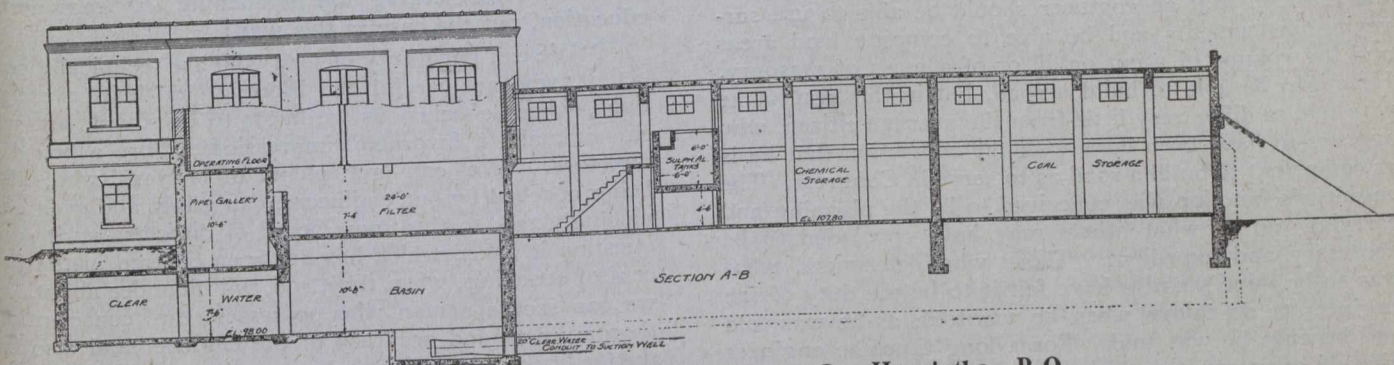 OPERATING FLOOR
PIPE GALLERY
10'-6"
24'-0"
7'-4
FILTER
6'-0"
SULPH. AL.
TANKS
6'-0"
4'-4
CHEMICAL
STORAGE
EL. 107.80
COAL STORAGE
CLEAR WATER BASIN
7'-6"
10'-8"
EL. 98.00
SECTION A-B
CLEAR WATER
CONDUIT TO SUCTION WELL
Hyacinthe, P.Q.